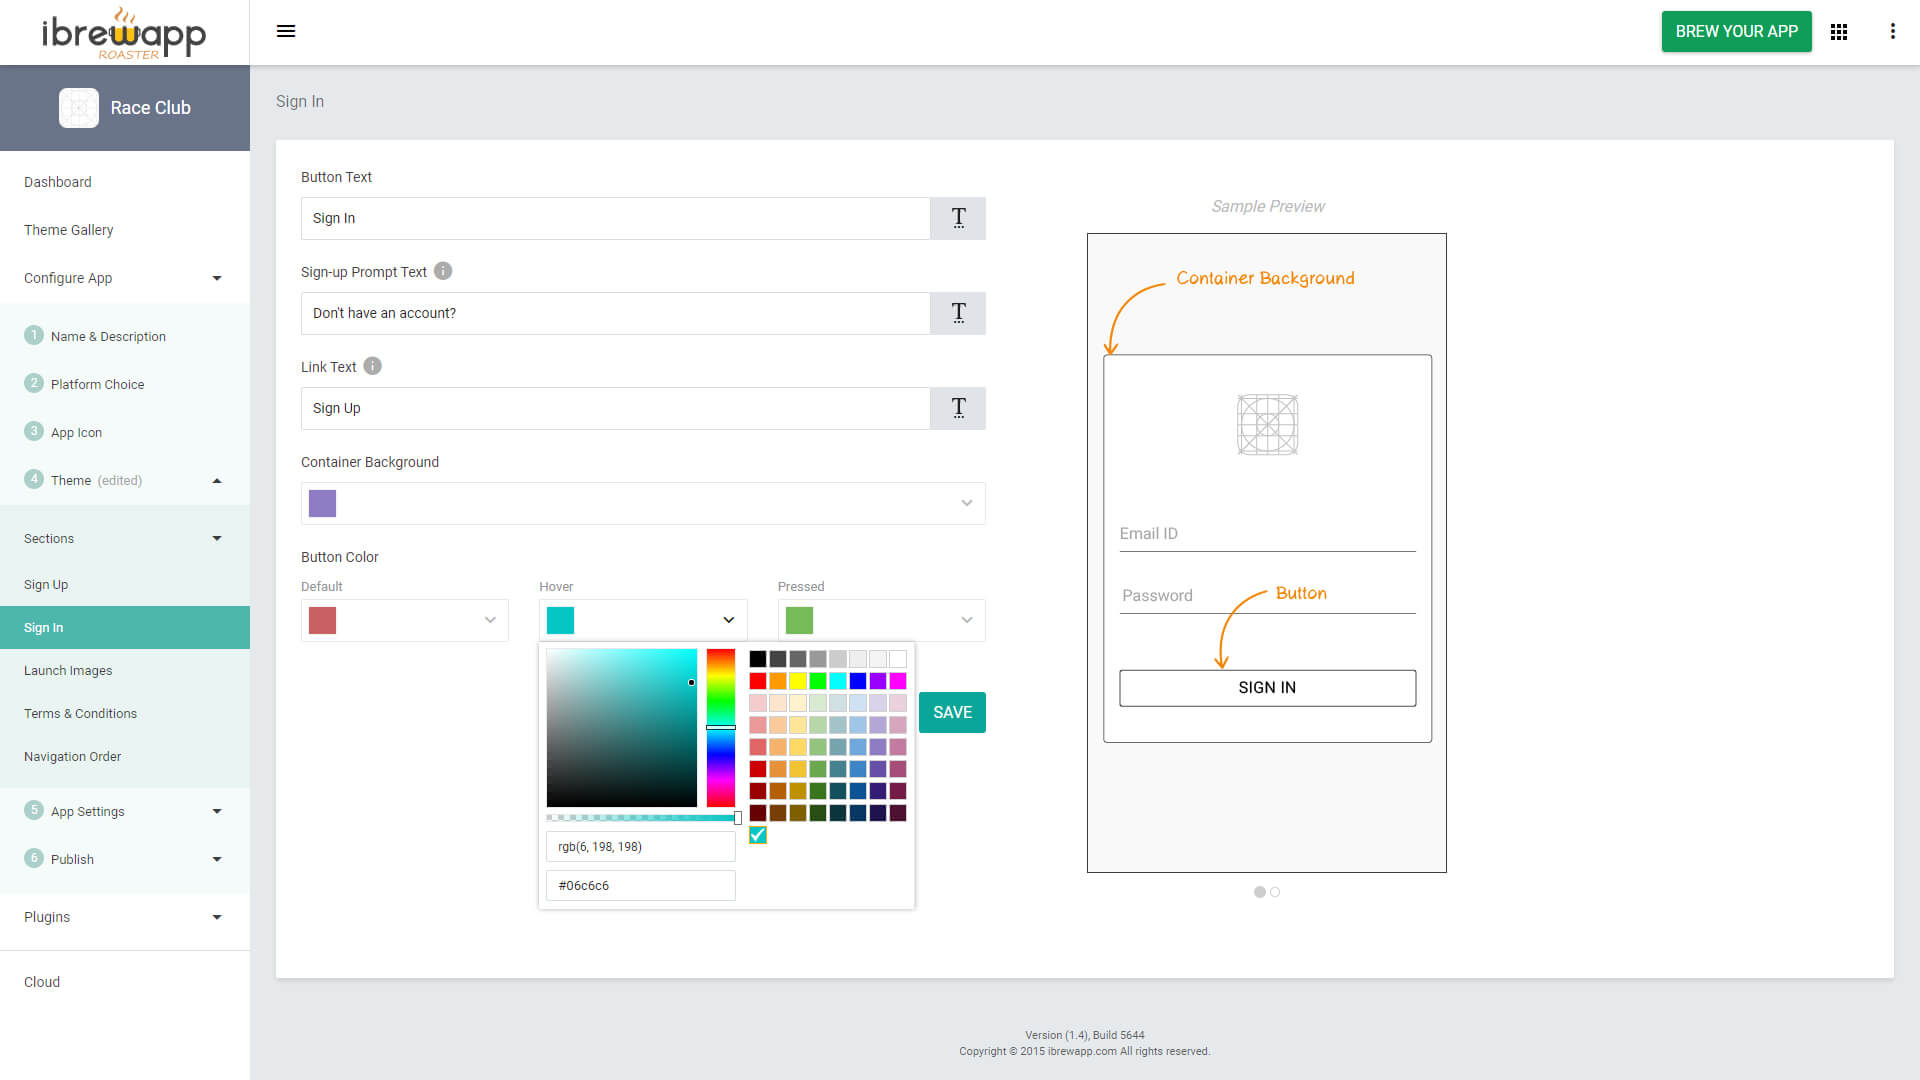 ibrewapp
ROASTER
BREW YOUR APP
Race Club
Sign In
Dashboard
Theme Gallery
Configure App
1 Name & Description
2 Platform Choice
3 App Icon
4 Theme (edited)
Sections
Sign Up
Sign In
Launch Images
Terms & Conditions
Navigation Order
5 App Settings
6 Publish
Plugins
Cloud
Button Text
Sign In
T
Sign-up Prompt Text i
Don't have an account?
T
Link Text i
Sign Up
T
Container Background
Button Color
Default
Hover
Pressed
rgb(6, 198, 198)
#06c6c6
SAVE
Sample Preview
Container Background
Email ID
Password
Button
SIGN IN
Version (1.4), Build 5644
Copyright © 2015 ibrewapp.com All rights reserved.